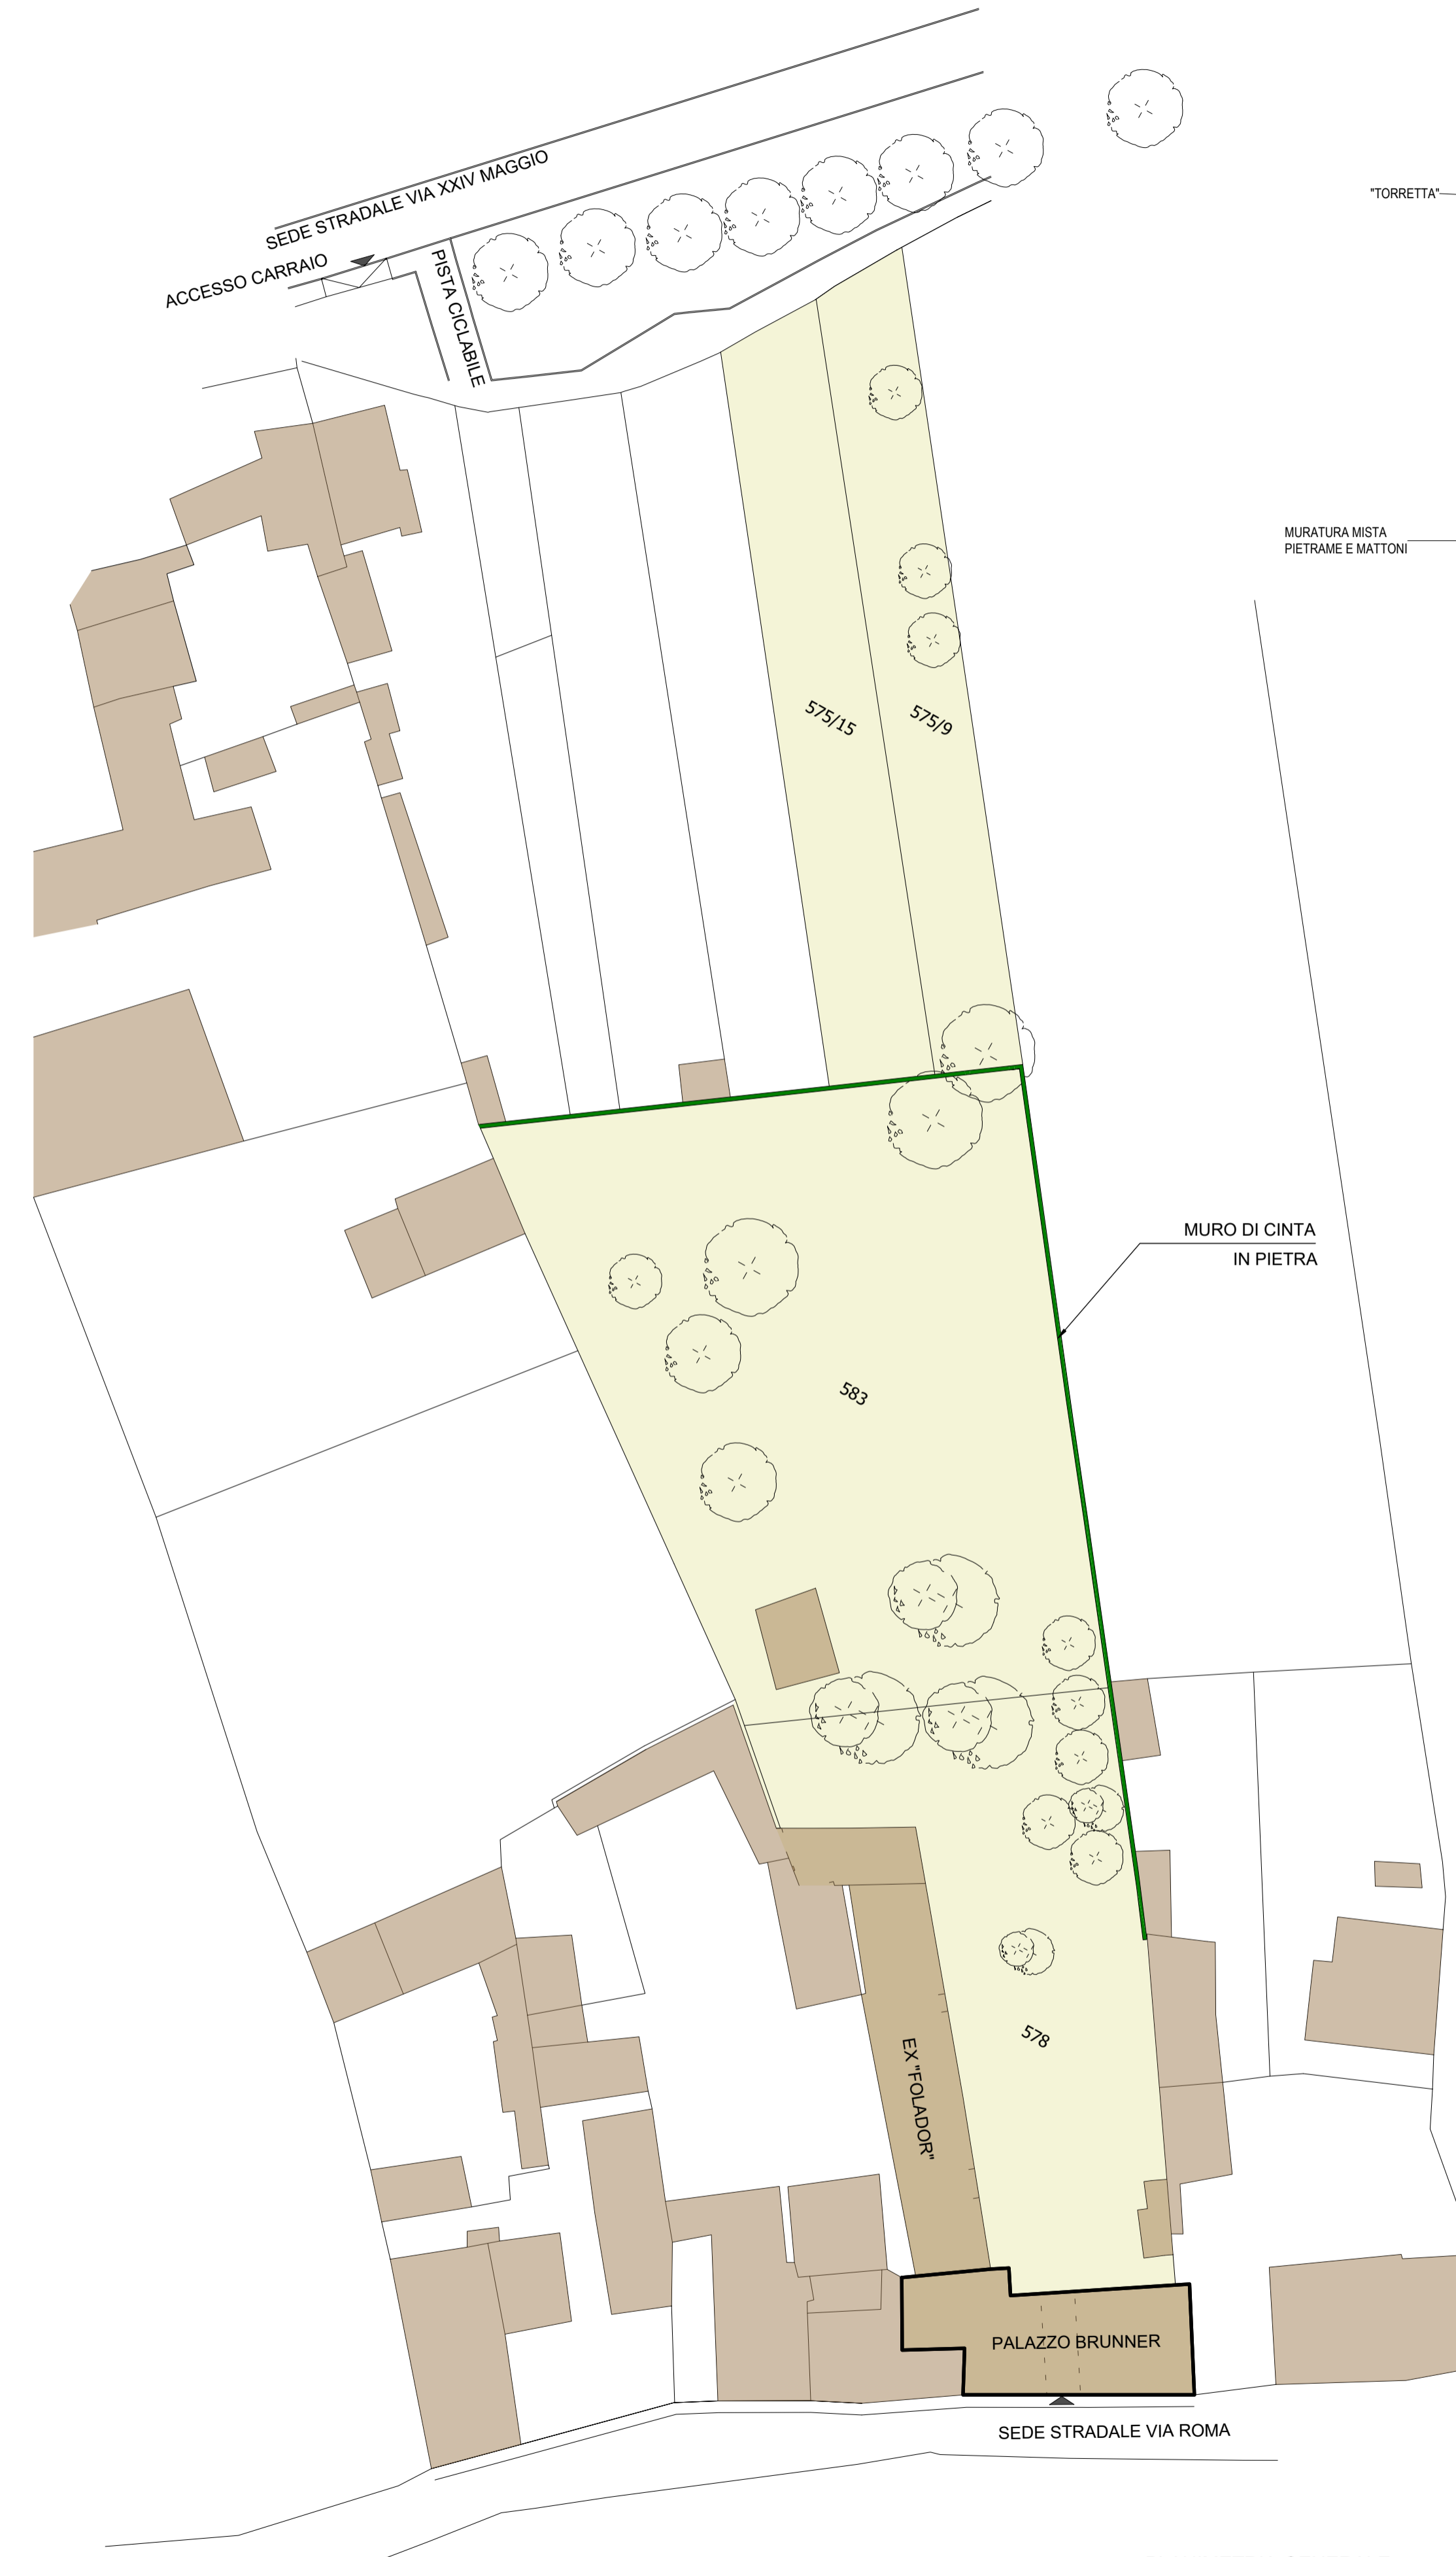 SEDE STRADALE VIA XXIV MAGGIO
"TORRETTA"
ACCESSO CARRAIO
PISTA CICLABILE
MURATURA MISTA
PIETRAME E MATTONI
575/15
575/9
MURO DI CINTA
IN PIETRA
583
578
EX "FOLADOR"
PALAZZO BRUNNER
SEDE STRADALE VIA ROMA